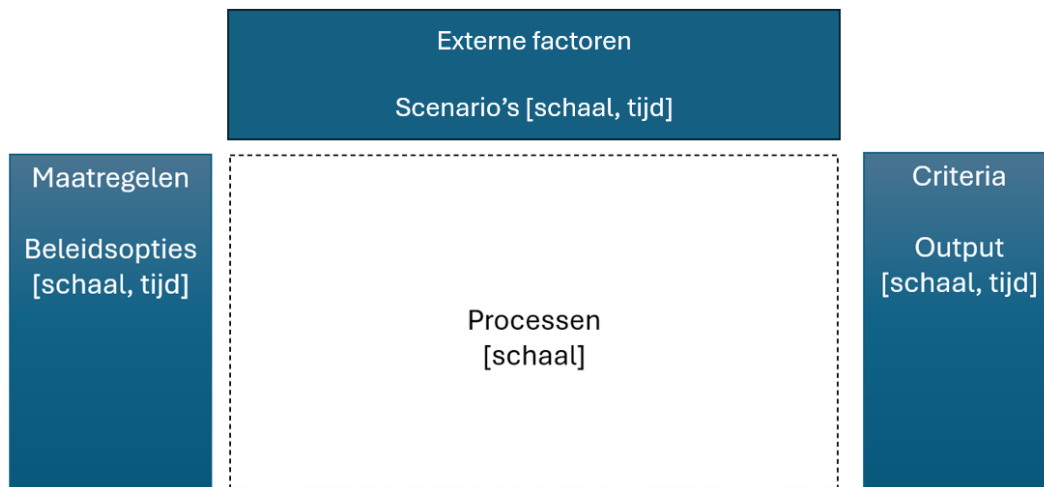 Externe factoren
Scenario's [schaal, tijd]
Maatregelen
Beleidsopties
[schaal, tijd]
Processen
[schaal]
Criteria
Output
[schaal, tijd]